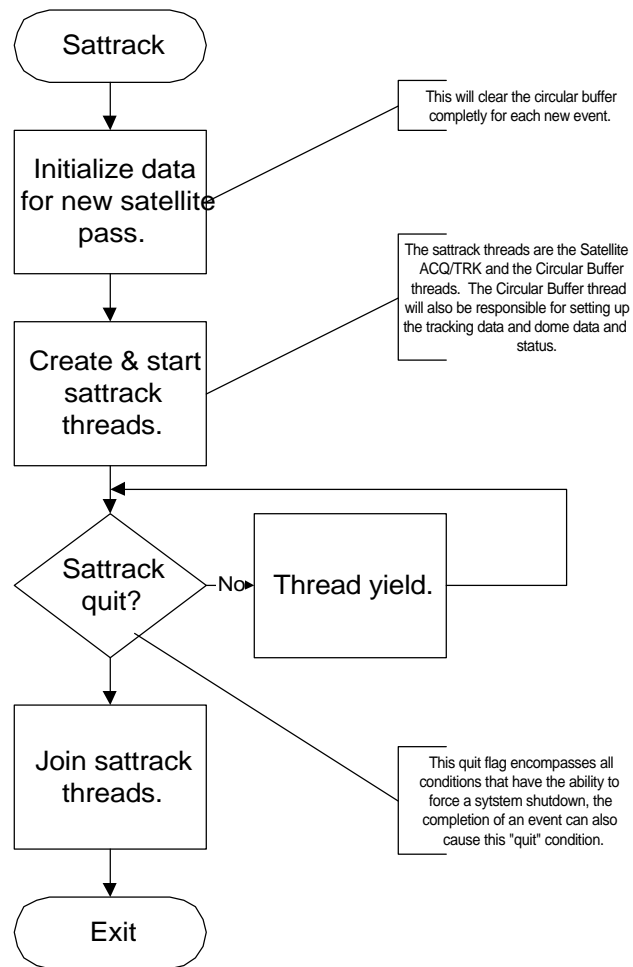 Sattrack
This will clear the circular buffer
completly for each new event.
Initialize data
for new satellite
pass.
The sattrack threads are the Satellite
ACQ/TRK and the Circular Buffer
threads. The Circular Buffer thread
will also be responsible for setting up
the tracking data and dome data and
status.
Create & start
sattrack
threads.
Sattrack
quit?
No
Thread yield.
This quit flag encompasses all
conditions that have the ability to
force a sytstem shutdown, the
completion of an event can also
cause this "quit" condition.
Join sattrack
threads.
Exit